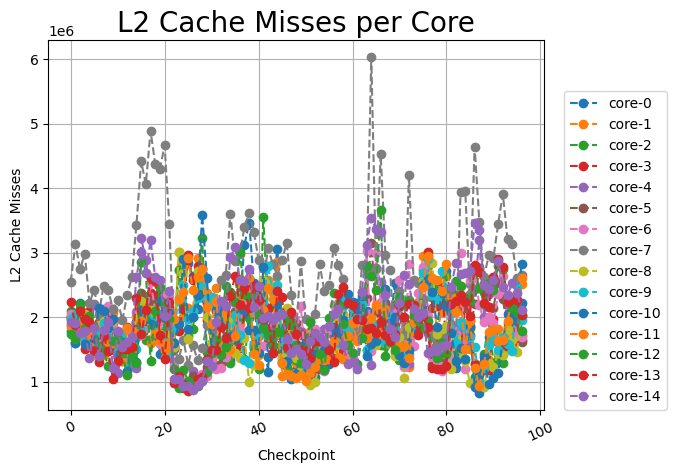 L2 Cache Misses per Core
1e6
6
5
4
3
2
1
L2 Cache Misses
0
20
40
60
80
100
Checkpoint
core-0
core-1
core-2
core-3
core-4
core-5
core-6
core-7
core-8
core-9
core-10
core-11
core-12
core-13
core-14